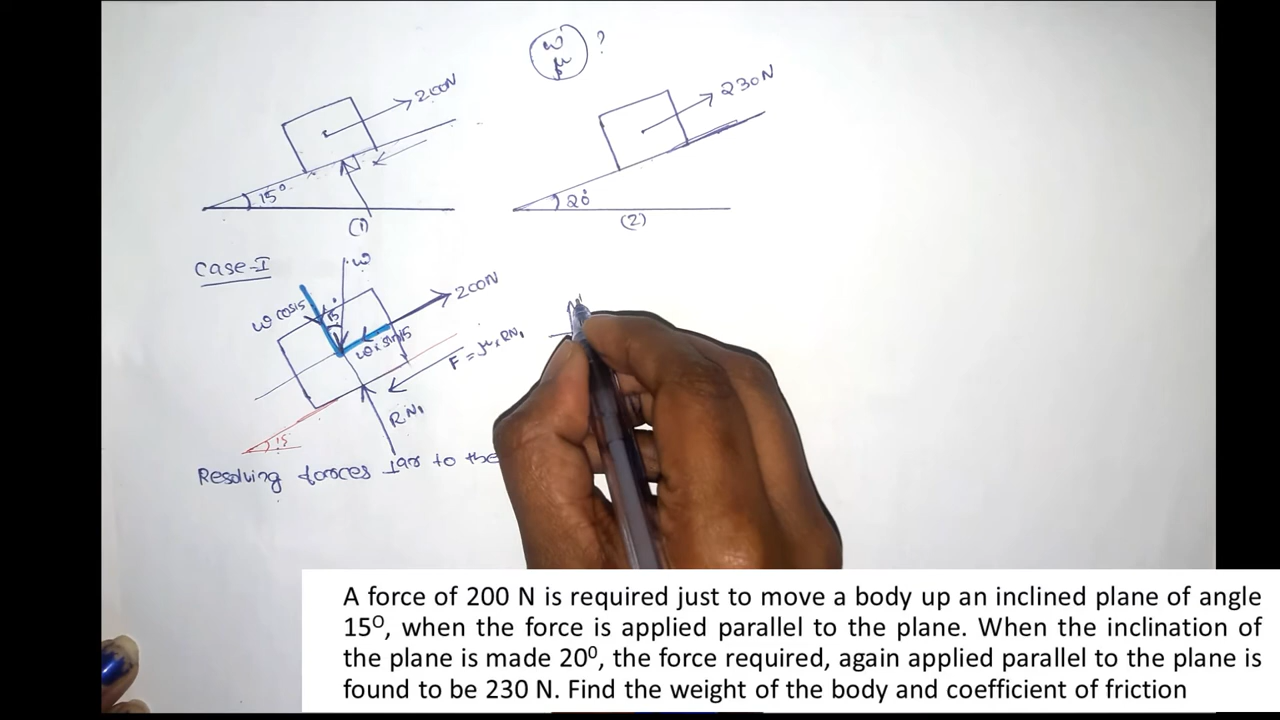 w
μ
?
200N
230N
15°
20°
(1)
(2)
Case-I
w
w cos15
15°
200N
w.sin15
F = μ.RN₁
RN₁
15
Resolving forces ⊥ar to the
A force of 200 N is required just to move a body up an inclined plane of angle
15⁰, when the force is applied parallel to the plane. When the inclination of
the plane is made 20⁰, the force required, again applied parallel to the plane is
found to be 230 N. Find the weight of the body and coefficient of friction